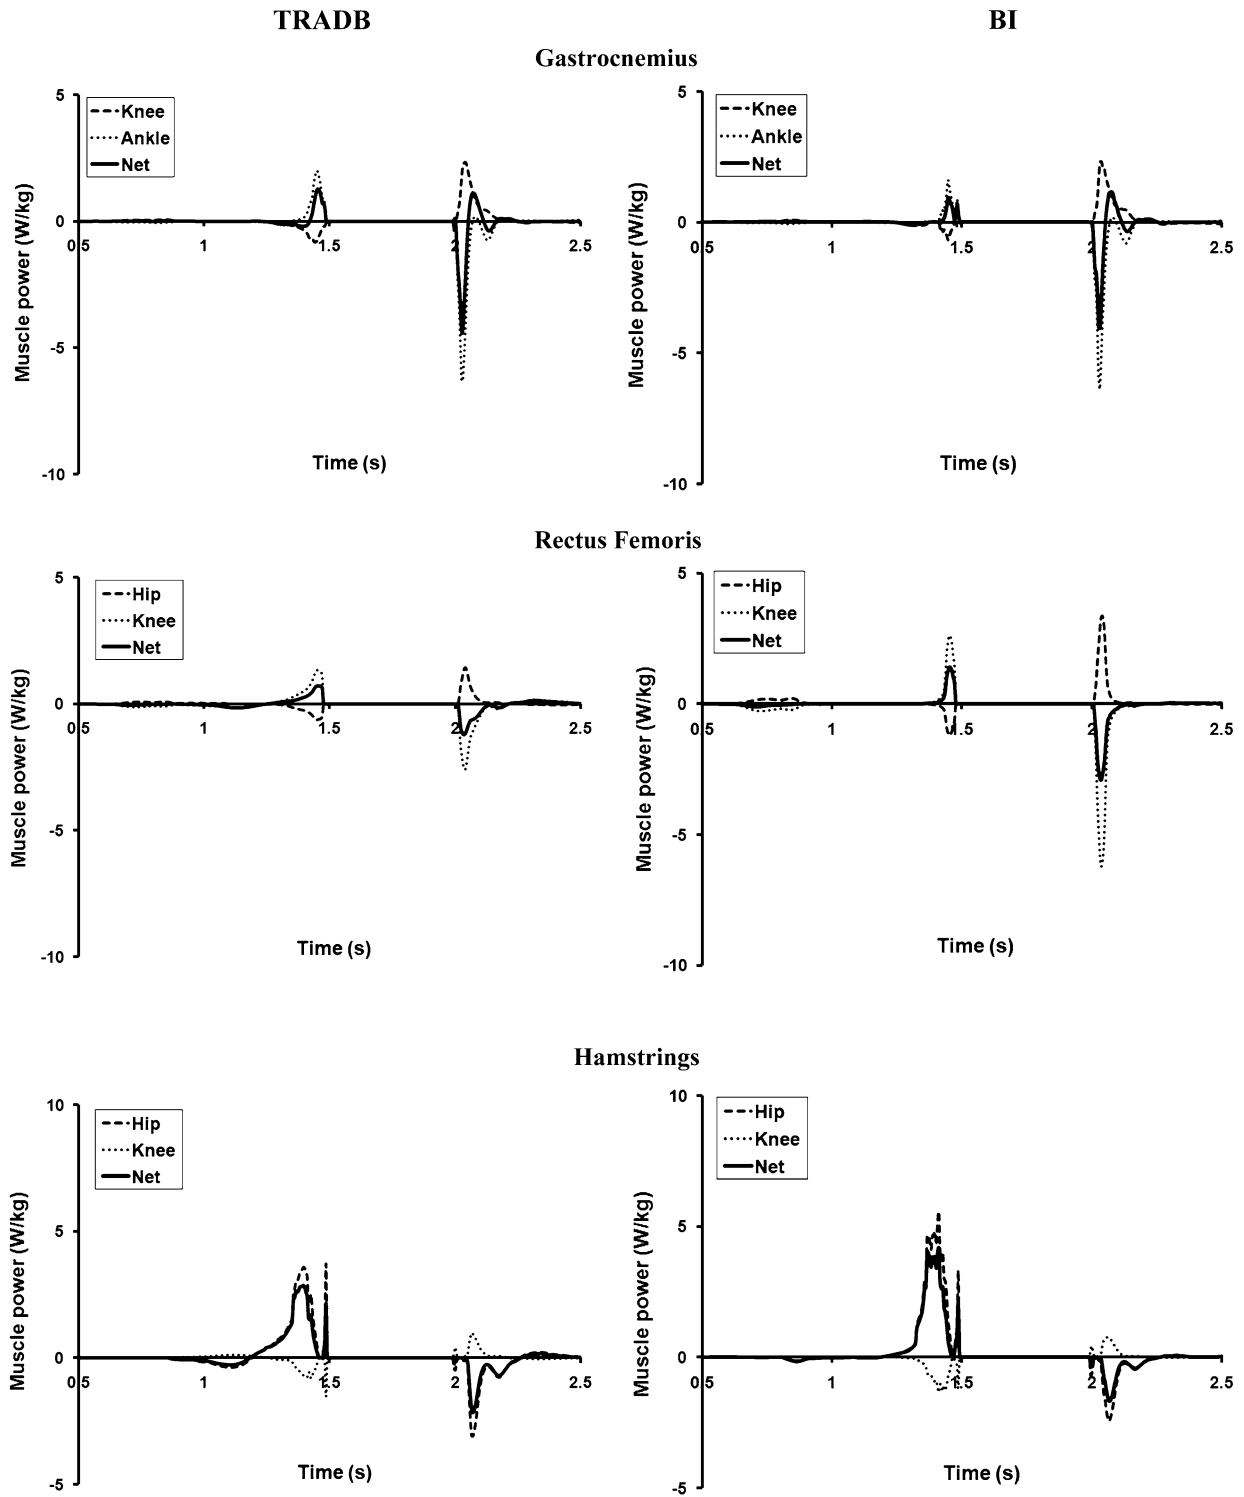 TRADB BI
Gastrocnemius
5
Knee
Ankle
Net
0
0.5 1 1.5 2 2.5
-5
-10
Muscle power (W/kg)
Time (s)
5
Knee
Ankle
Net
0
0.5 1 1.5 2 2.5
-5
-10
Muscle power (W/kg)
Time (s)
Rectus Femoris
5
Hip
Knee
Net
0
0.5 1 1.5 2 2.5
-5
-10
Muscle power (W/kg)
Time (s)
5
Hip
Knee
Net
0
0.5 1 1.5 2 2.5
-5
-10
Muscle power (W/kg)
Time (s)
Hamstrings
10
Hip
Knee
Net
5
0
0.5 1 1.5 2 2.5
-5
Muscle power (W/kg)
Time (s)
10
Hip
Knee
Net
5
0
0.5 1 1.5 2 2.5
-5
Muscle power (W/kg)
Time (s)